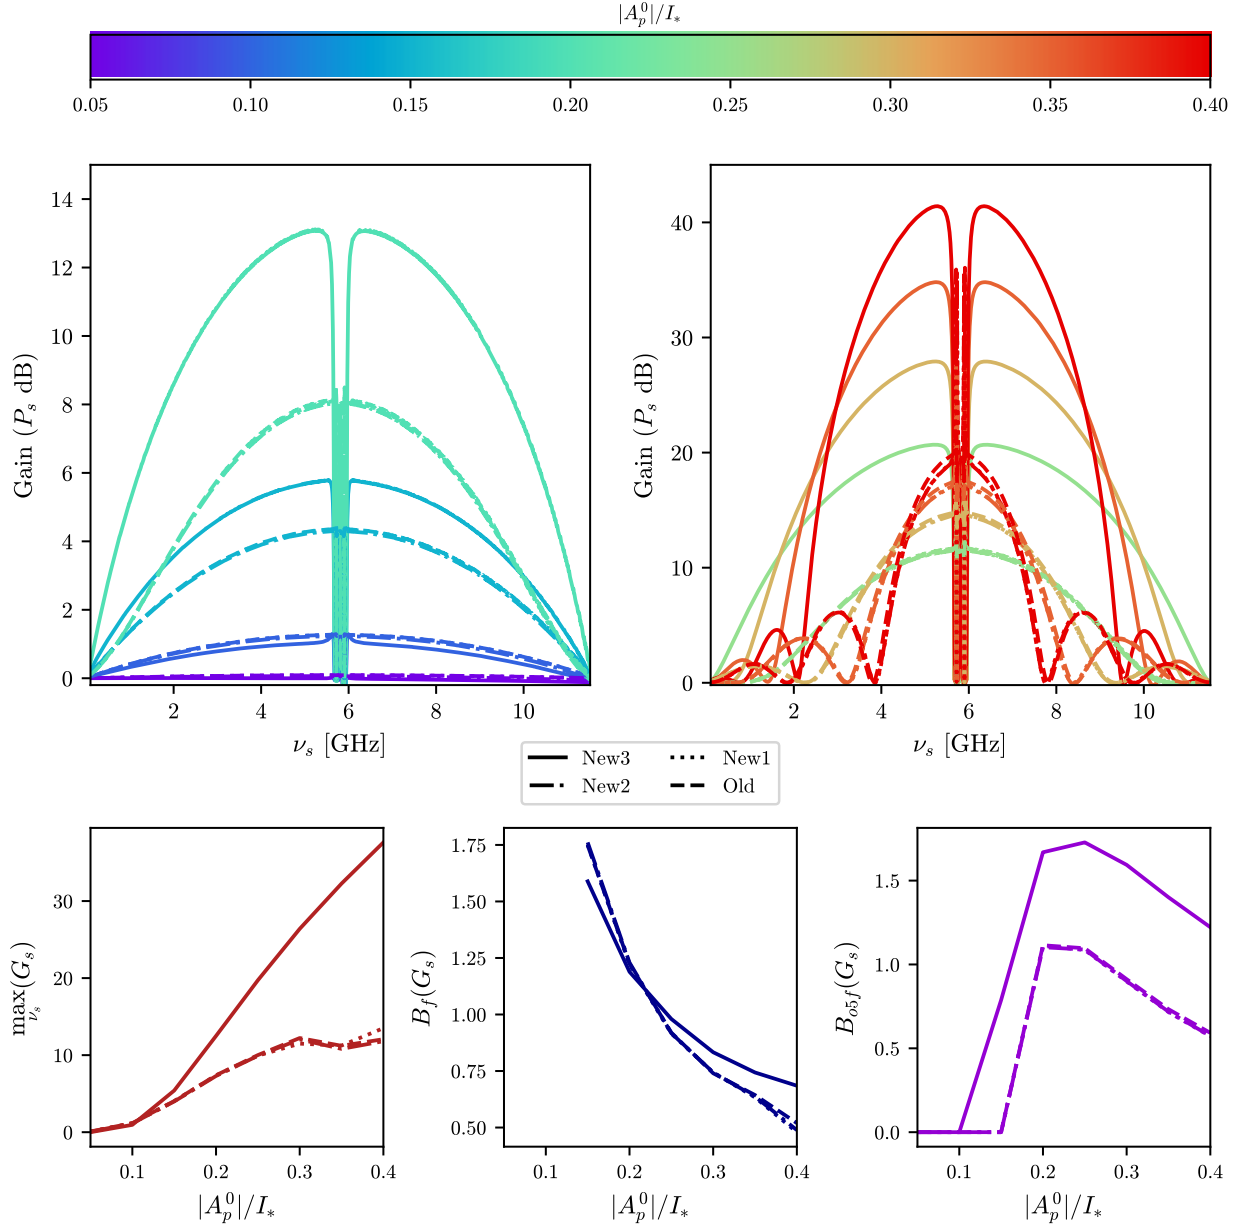 |A_p^0|/I_*
0.05 0.10 0.15 0.20 0.25 0.30 0.35 0.40
Gain (P_s dB)
14
12
10
8
6
4
2
0
2 4 6 8 10
ν_s [GHz]
Gain (P_s dB)
40
30
20
10
0
2 4 6 8 10
ν_s [GHz]
New3 New1
New2 Old
max_{ν_s}(G_s)
30
20
10
0
0.1 0.2 0.3 0.4
|A_p^0|/I_*
B_f(G_s)
1.75
1.50
1.25
1.00
0.75
0.50
0.1 0.2 0.3 0.4
|A_p^0|/I_*
B_{o5f}(G_s)
1.5
1.0
0.5
0.0
0.1 0.2 0.3 0.4
|A_p^0|/I_*